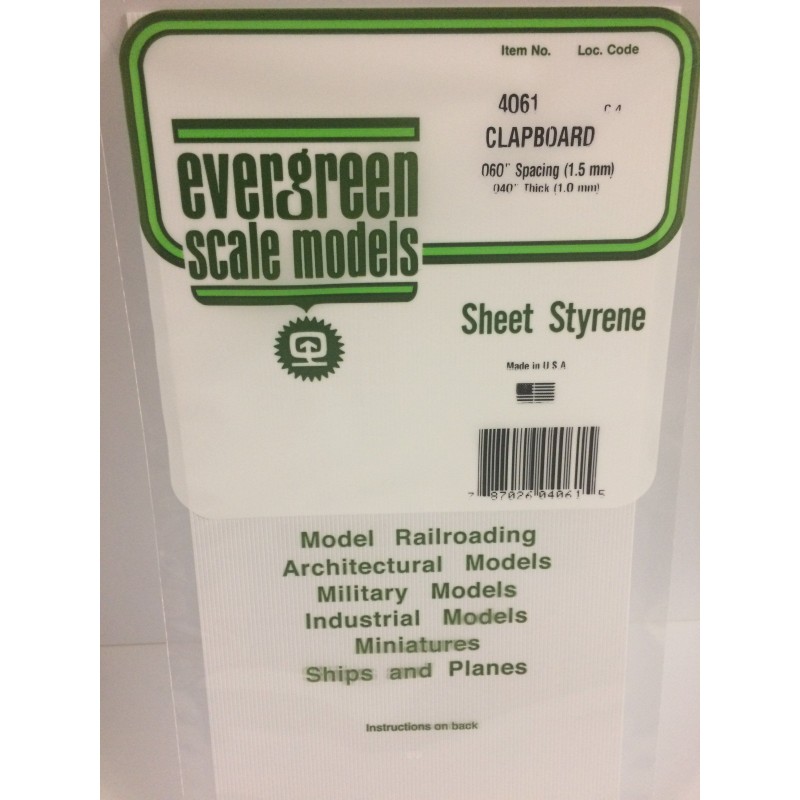 Item No. Loc. Code
4061
CLAPBOARD
060" Spacing (1.5 mm)
040" Thick (1.0 mm)
evergreen
scale models
Sheet Styrene
Made in U S A
7 87026 04061 5
Model Railroading
Architectural Models
Military Models
Industrial Models
Miniatures
Ships and Planes
Instructions on back